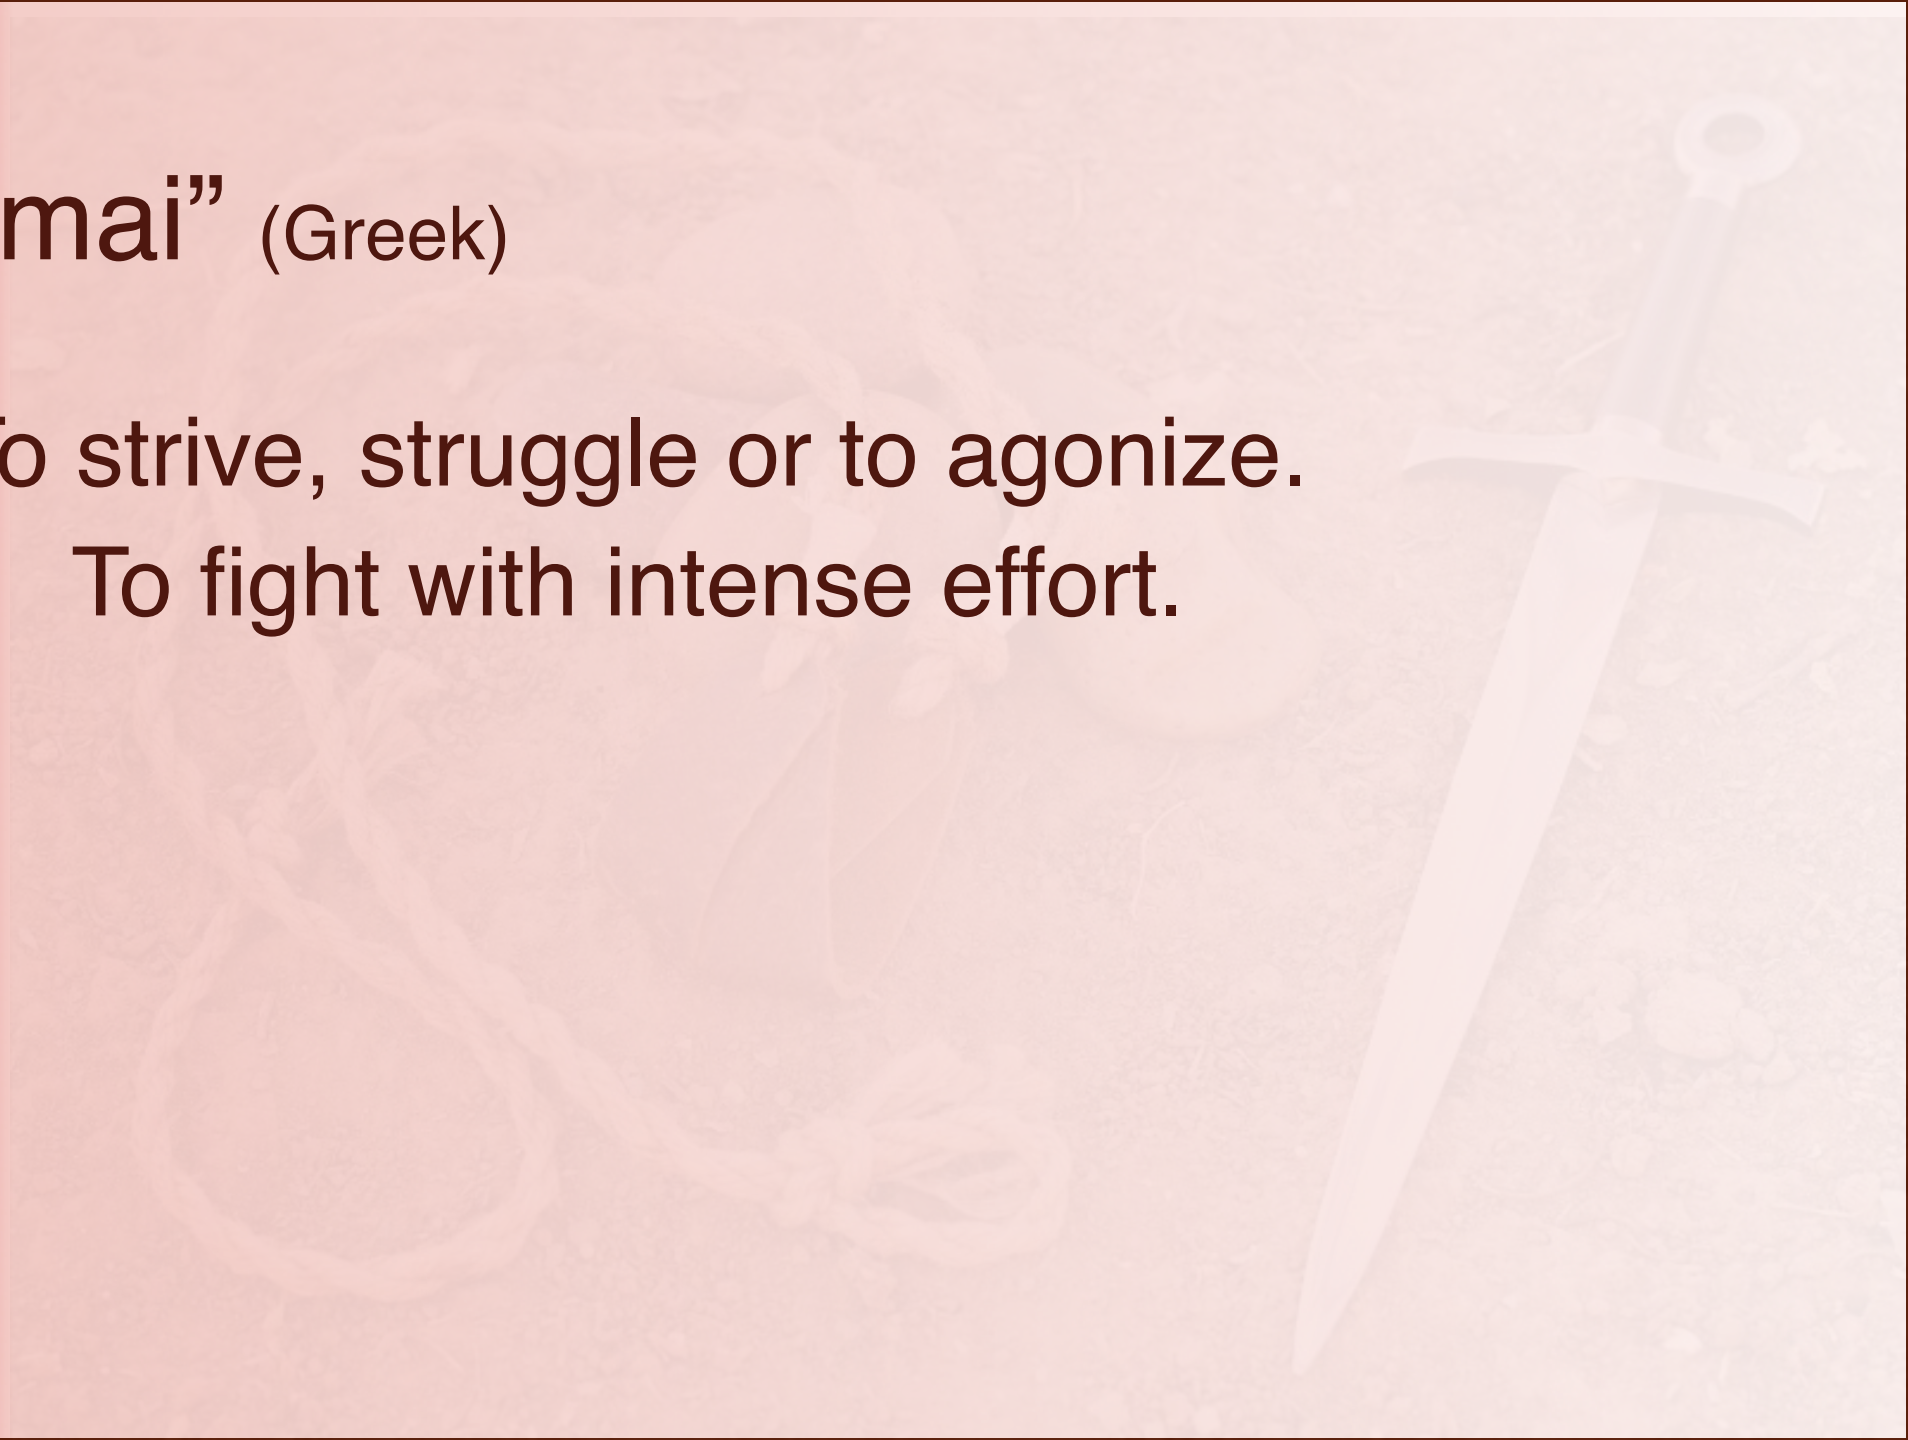 mai” (Greek)
o strive, struggle or to agonize.
To fight with intense effort.